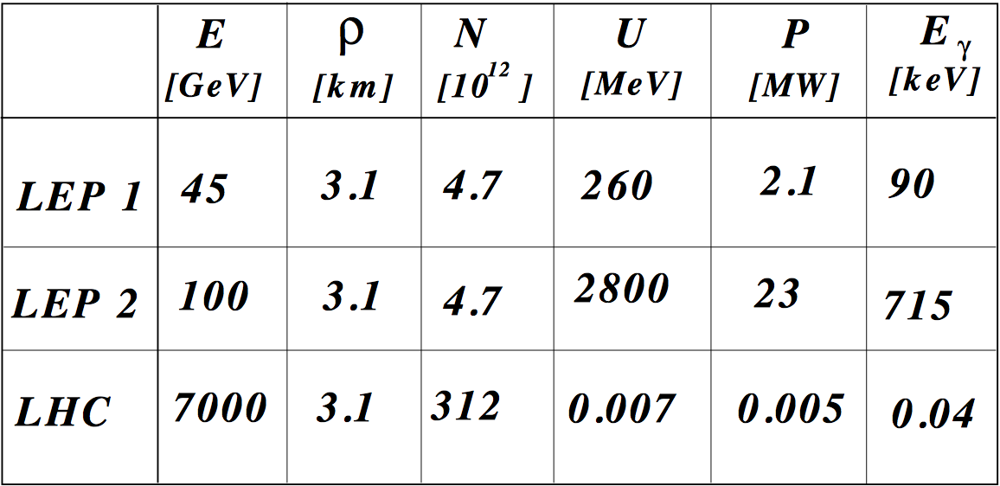 E ρ N U P Eγ
[GeV] [km] [10^12 ] [MeV] [MW] [keV]
LEP 1 45 3.1 4.7 260 2.1 90
LEP 2 100 3.1 4.7 2800 23 715
LHC 7000 3.1 312 0.007 0.005 0.04